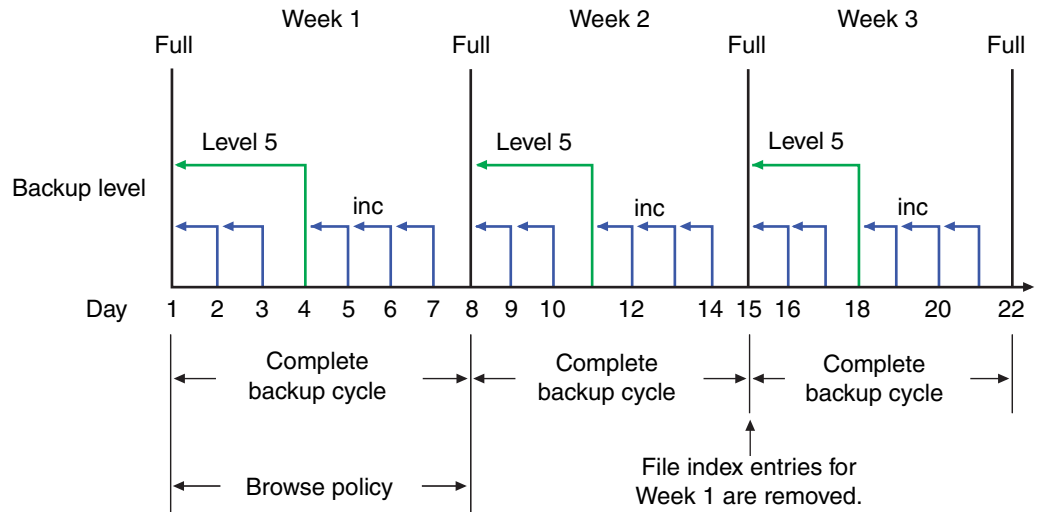 Week 1 Week 2 Week 3
Full Full Full Full
Level 5 Level 5 Level 5
Backup level
inc inc inc
Day 1 2 3 4 5 6 7 8 9 10 12 14 15 16 18 20 22
Complete Complete Complete
backup cycle backup cycle backup cycle
File index entries for
Week 1 are removed.
Browse policy